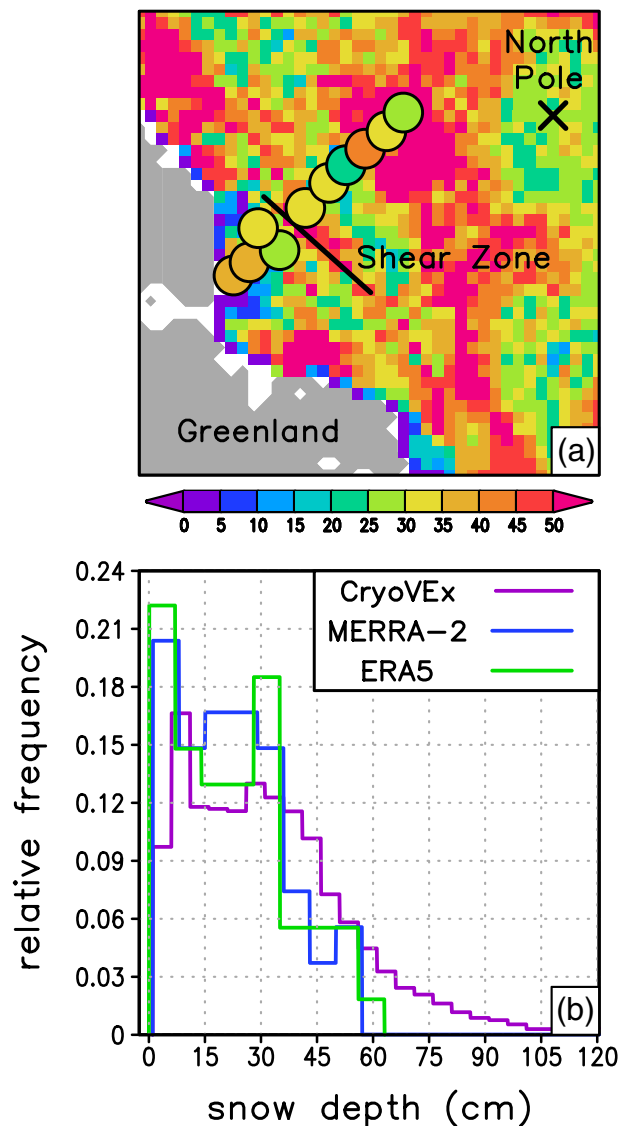 North
Pole
Shear Zone
Greenland
(a)
0 5 10 15 20 25 30 35 40 45 50
0.24
0.21
0.18
0.15
0.12
0.09
0.06
0.03
0
relative frequency
CryoVEx
MERRA-2
ERA5
(b)
0 15 30 45 60 75 90 105 120
snow depth (cm)